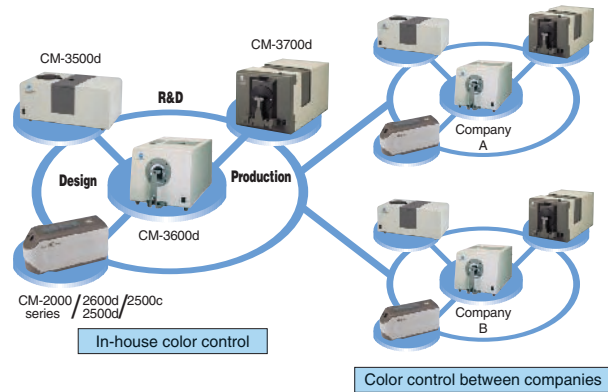 CM-3500d
CM-3700d
R&D
Design
Production
CM-3600d
CM-2000 series / 2600d 2500d / 2500c
In-house color control
Company
A
Company
B
Color control between companies